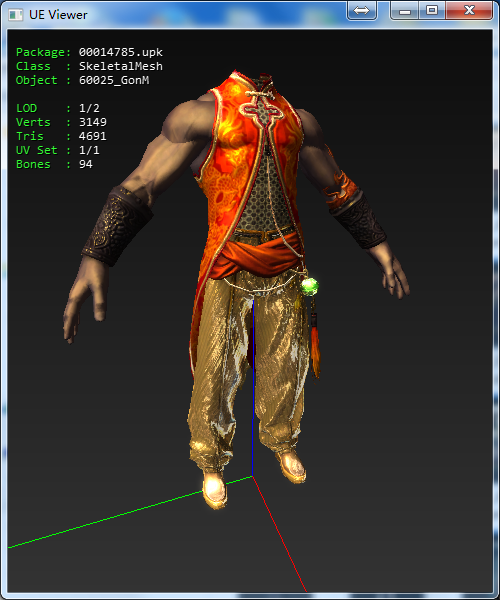 UE Viewer
Package: 00014785.upk
Class : SkeletalMesh
Object : 60025_GonM
LOD : 1/2
Verts : 3149
Tris : 4691
UV Set : 1/1
Bones : 94